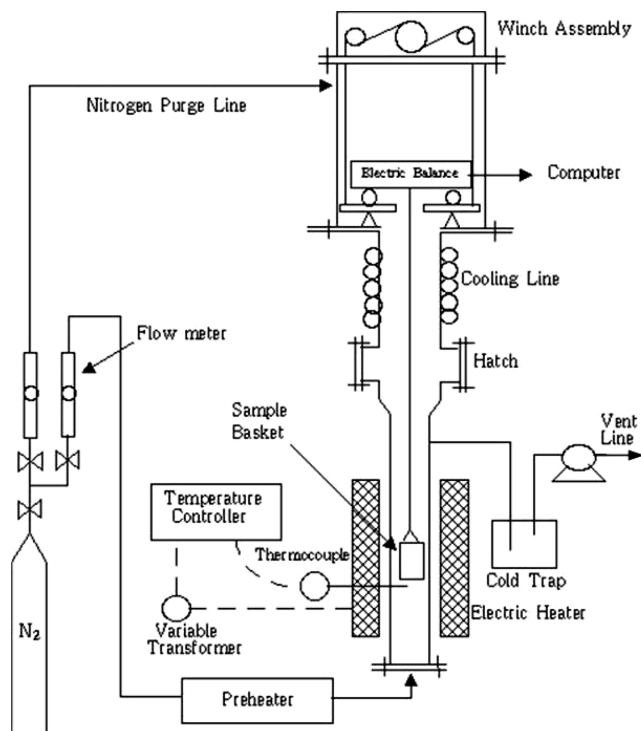 Winch Assembly
Nitrogen Purge Line
Electric Balance
Computer
Cooling Line
Flow meter
Hatch
Sample
Basket
Vent
Line
Temperature
Controller
Thermocouple
Cold Trap
Electric Heater
Variable
Transformer
N2
Preheater